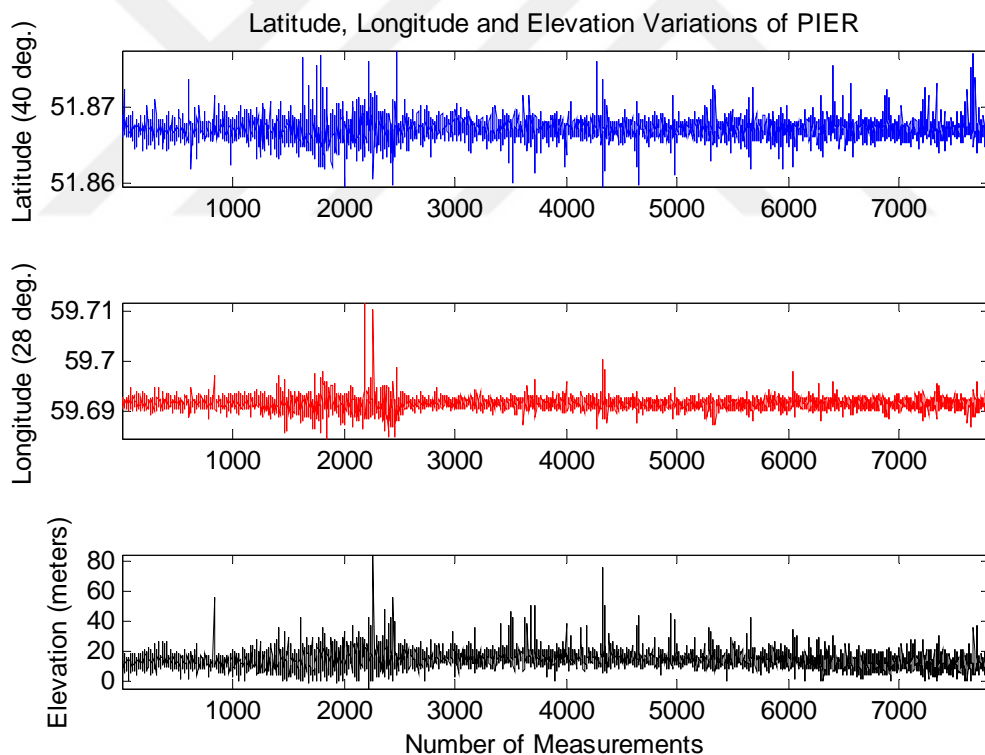 Latitude, Longitude and Elevation Variations of PIER
Latitude (40 deg.)
51.87
51.86
1000 2000 3000 4000 5000 6000 7000
Longitude (28 deg.)
59.71
59.7
59.69
1000 2000 3000 4000 5000 6000 7000
Elevation (meters)
80
60
40
20
0
1000 2000 3000 4000 5000 6000 7000
Number of Measurements